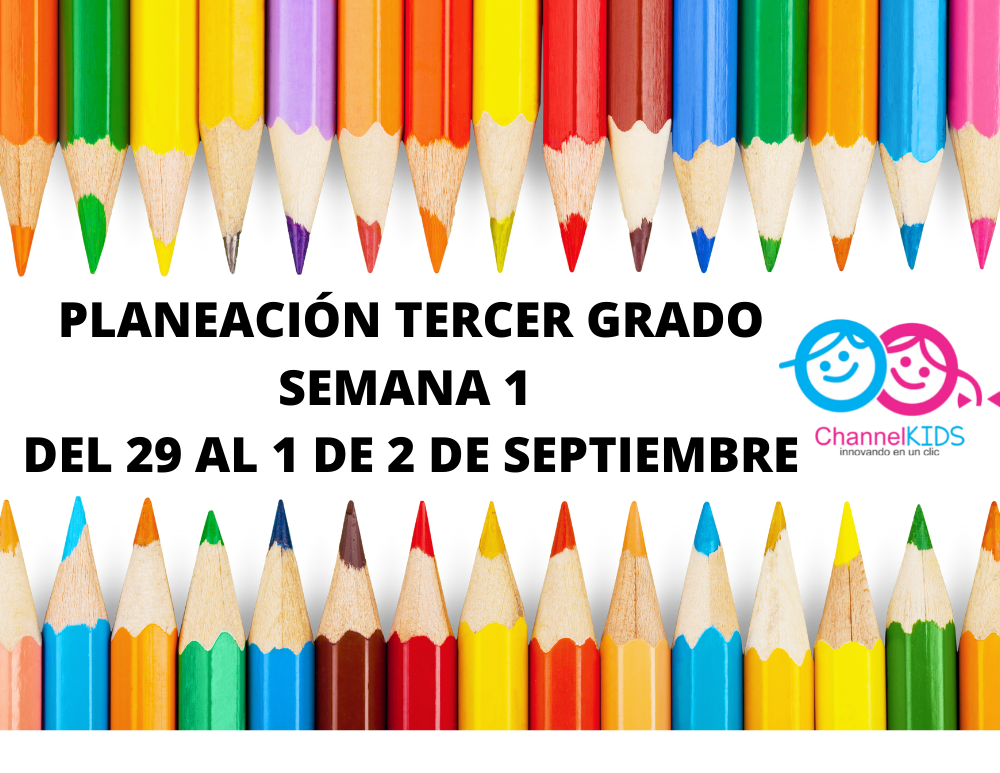 PLANEACIÓN TERCER GRADO
SEMANA 1
DEL 29 AL 1 DE 2 DE SEPTIEMBRE
ChannelKIDS
innovando en un clic